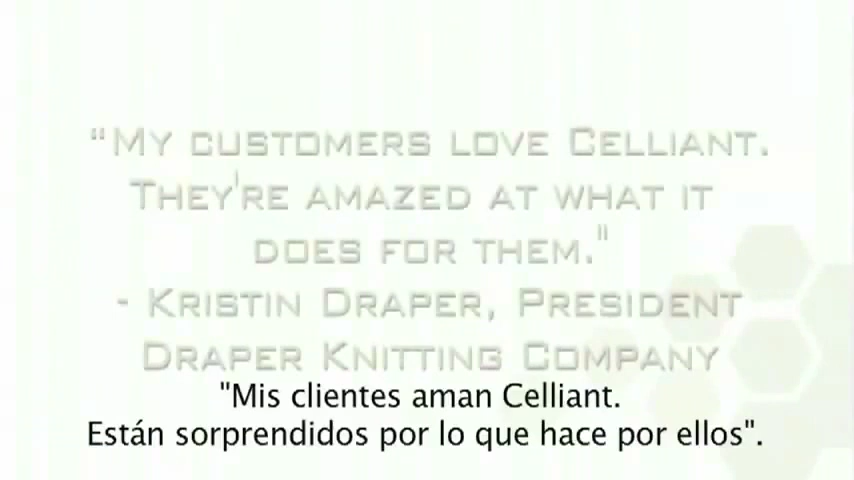 “My customers love Celliant.
They're amazed at what it
does for them."
- Kristin Draper, President
Draper Knitting Company
"Mis clientes aman Celliant.
Están sorprendidos por lo que hace por ellos".